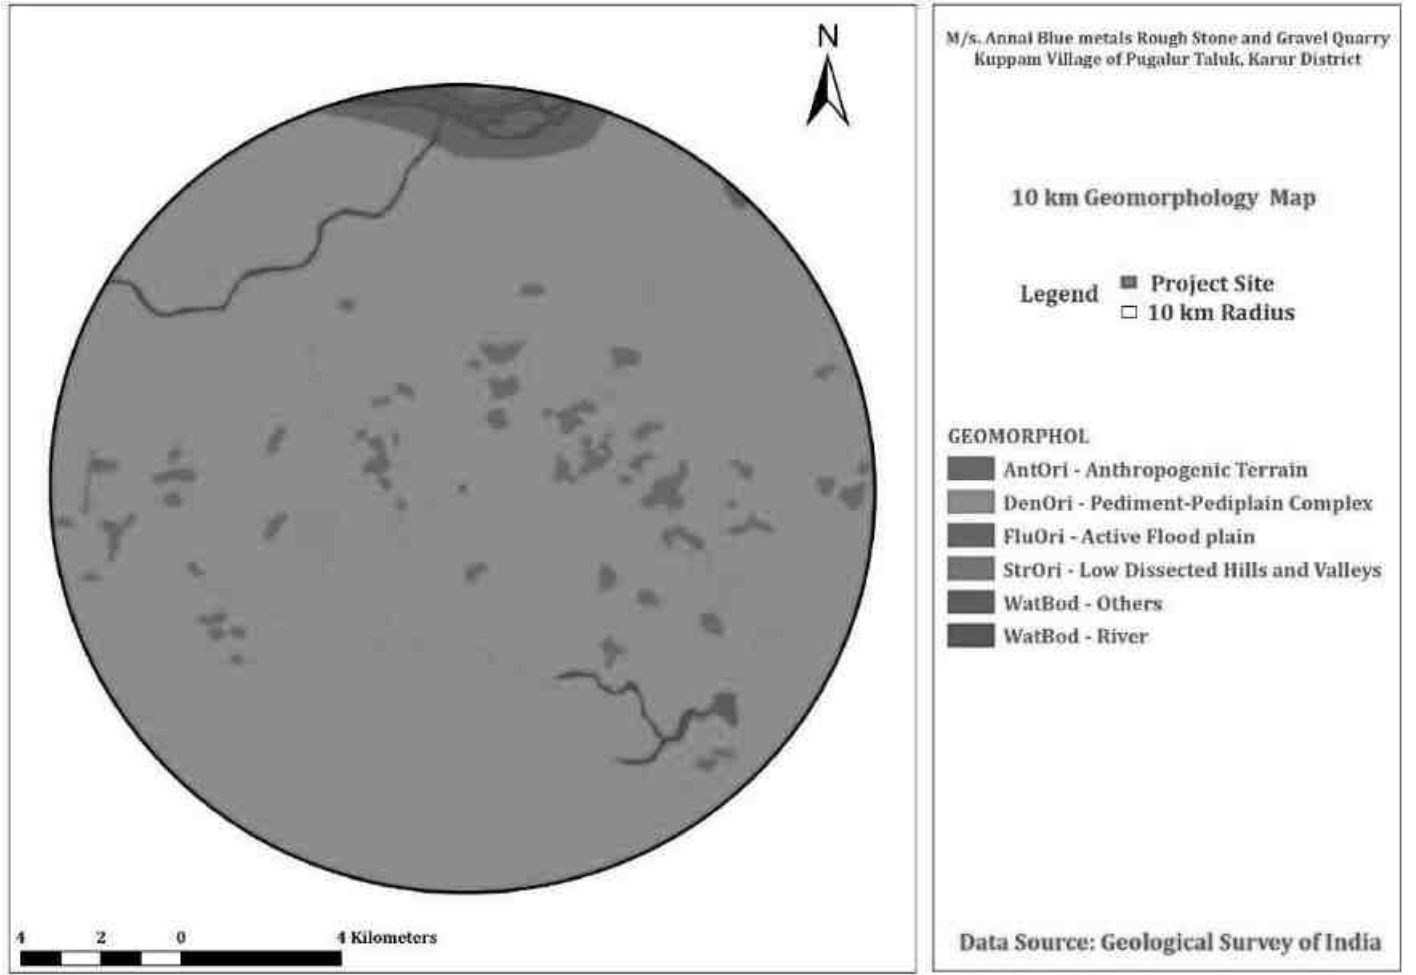 N
4 2 0 4 Kilometers
M/s. Annai Blue metals Rough Stone and Gravel Quarry
Kuppam Village of Pugalur Taluk, Karur District
10 km Geomorphology Map
Legend
Project Site
10 km Radius
GEOMORPHOL
AntOri - Anthropogenic Terrain
DenOri - Pediment-Pediplain Complex
FluOri - Active Flood plain
StrOri - Low Dissected Hills and Valleys
WatBod - Others
WatBod - River
Data Source: Geological Survey of India